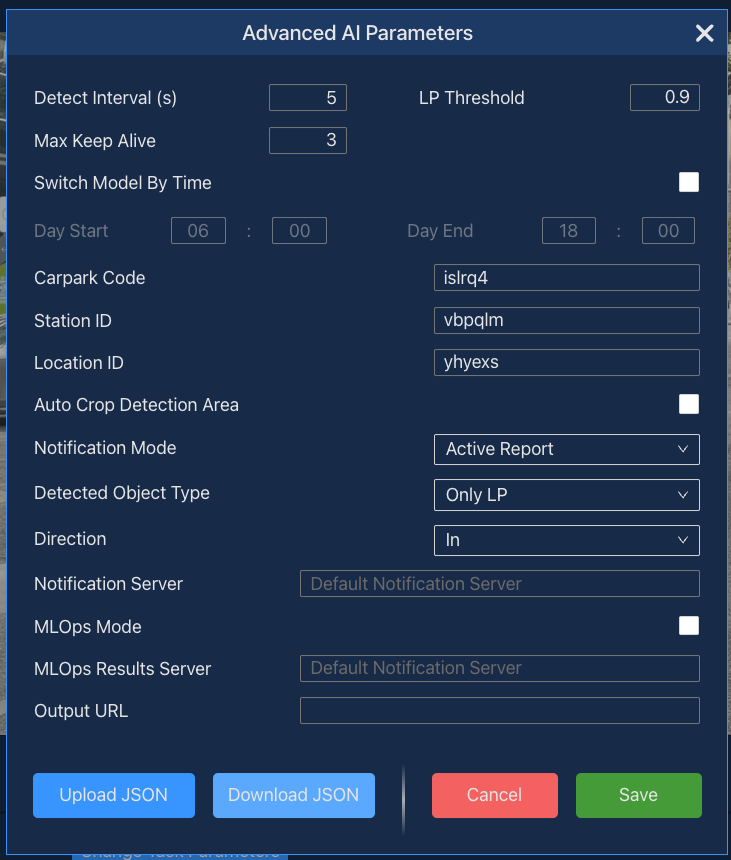 Advanced AI Parameters
Detect Interval (s) 5 LP Threshold 0.9
Max Keep Alive 3
Switch Model By Time
Day Start 06 : 00 Day End 18 : 00
Carpark Code islrq4
Station ID vbpqlm
Location ID yhyexs
Auto Crop Detection Area
Notification Mode Active Report
Detected Object Type Only LP
Direction In
Notification Server Default Notification Server
MLOps Mode
MLOps Results Server Default Notification Server
Output URL
Upload JSON Download JSON Cancel Save
Change Task Parameters